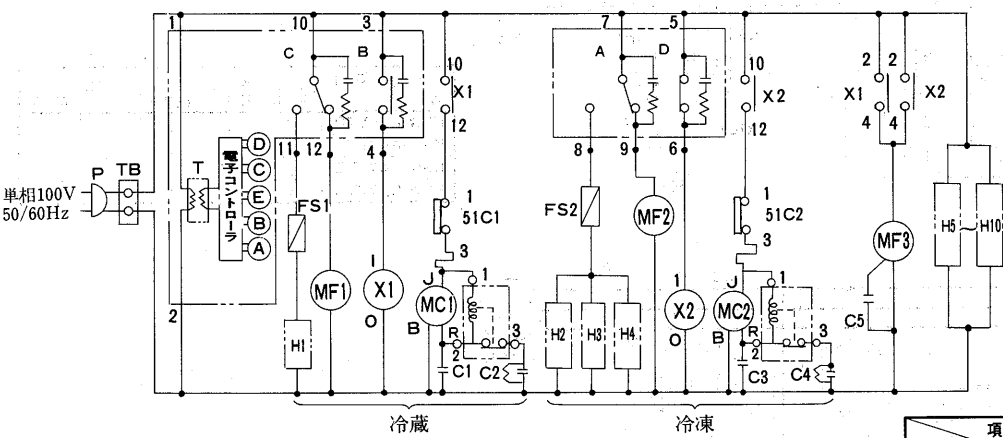 1 10 3 7 5
C B A D
10 10 2 2
X1 X2 X1 X2
12 12 4 4
11 12 4 8 9 6
P TB T 電子コントローラ D C E B A
単相100V
50/60Hz
FS1 FS2
1 51C1 3
1 51C2 3
MF1 MF2 MF3
1 X1 0
1 X2 0
J MC1 B R 2 1 3
J MC2 B R 2 1 3
H5 ~ H10
2
H1 H2 H3 H4
C1 C2 C3 C4 C5
冷蔵 冷凍
項